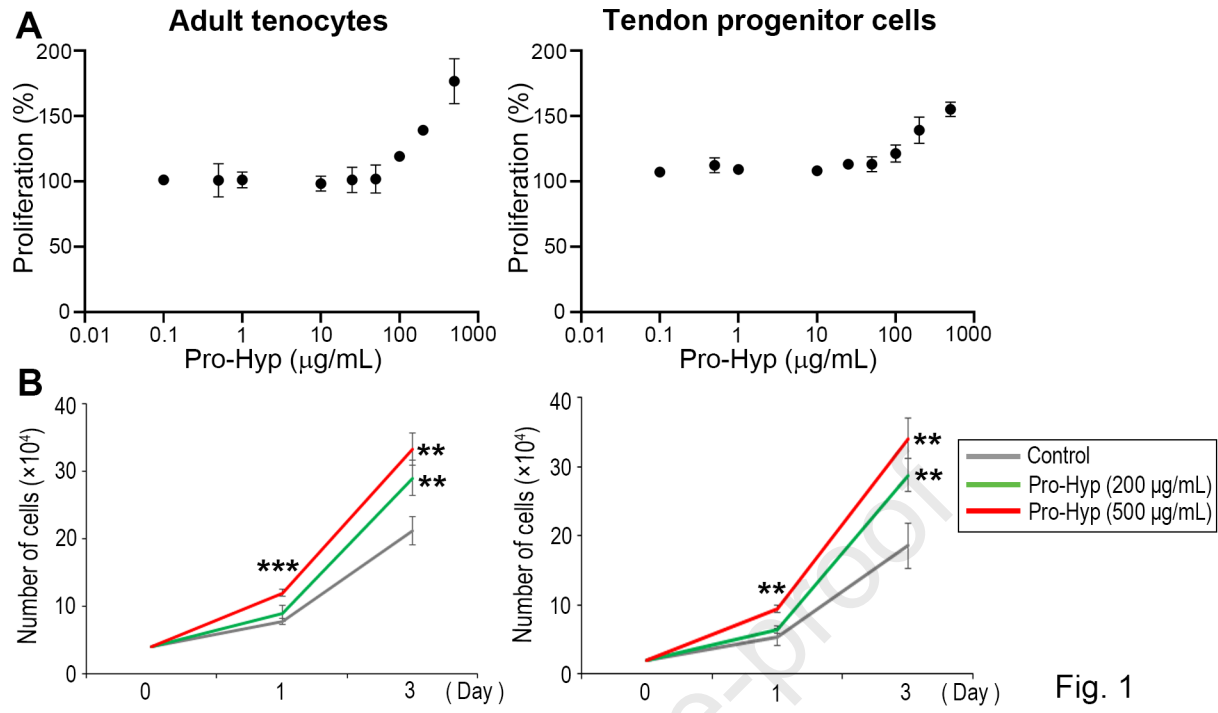 A
Adult tenocytes
Tendon progenitor cells
Proliferation (%)
200
150
100
50
0
0.01 0.1 1 10 100 1000
Pro-Hyp (μg/mL)
Proliferation (%)
200
150
100
50
0
0.01 0.1 1 10 100 1000
Pro-Hyp (μg/mL)
B
Number of cells (×10⁴)
40
30
20
10
0
***
**
**
0 1 3 ( Day )
Number of cells (×10⁴)
40
30
20
10
0
**
**
**
0 1 3 ( Day )
Control
Pro-Hyp (200 μg/mL)
Pro-Hyp (500 μg/mL)
e-proof
Fig. 1